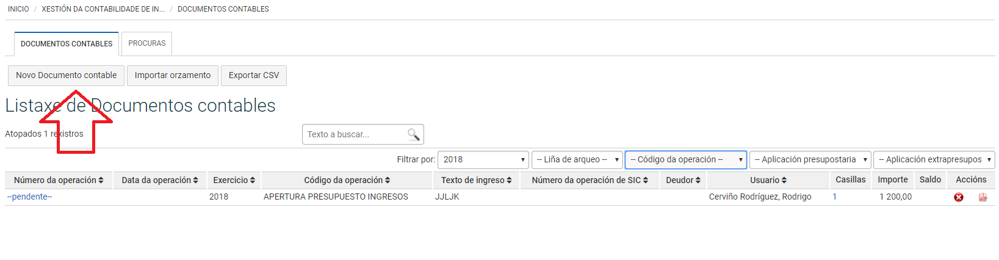 INICIO / XESTIÓN DA CONTABILIDADE DE IN... / DOCUMENTOS CONTABLES
DOCUMENTOS CONTABLES PROCURAS
Novo Documento contable Importar orzamento Exportar CSV
Listaxe de Documentos contables
Atopados 1 rexistros Texto a buscar...
Filtrar por: 2018 -- Liña de arqueo -- -- Código da operación -- -- Aplicación presupostaria -- Aplicación extrapresupos
Número da operación Data da operación Exercicio Código da operación Texto de ingreso Número da operación de SIC Deudor Usuario Casillas Importe Saldo Accións
--pendente-- 2018 APERTURA PRESUPUESTO INGRESOS JJLJK Cerviño Rodríguez, Rodrigo 1 1 200,00